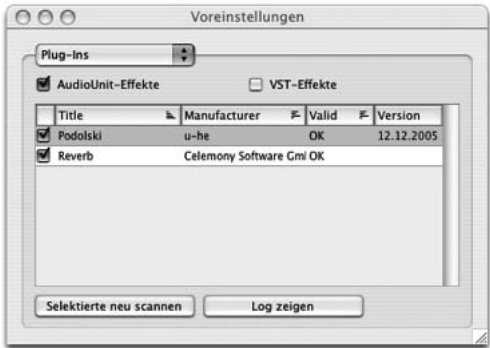 Voreinstellungen
Plug-Ins
AudioUnit-Effekte VST-Effekte
Title Manufacturer Valid Version
Podolski u-he OK 12.12.2005
Reverb Celemony Software Gml OK
Selektierte neu scannen Log zeigen